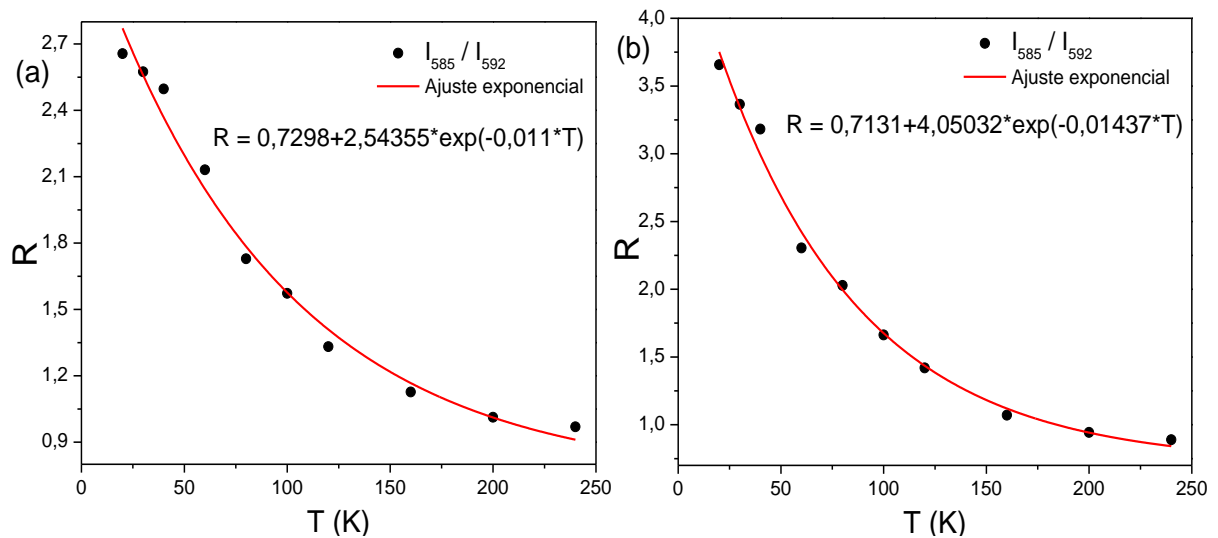 (a)
I585 / I592
Ajuste exponencial
R = 0,7298+2,54355*exp(-0,011*T)
2,7
2,4
2,1
1,8
1,5
1,2
0,9
R
0
50
100
150
200
250
T (K)
(b)
I585 / I592
Ajuste exponencial
R = 0,7131+4,05032*exp(-0,01437*T)
4,0
3,5
3,0
2,5
2,0
1,5
1,0
R
0
50
100
150
200
250
T (K)